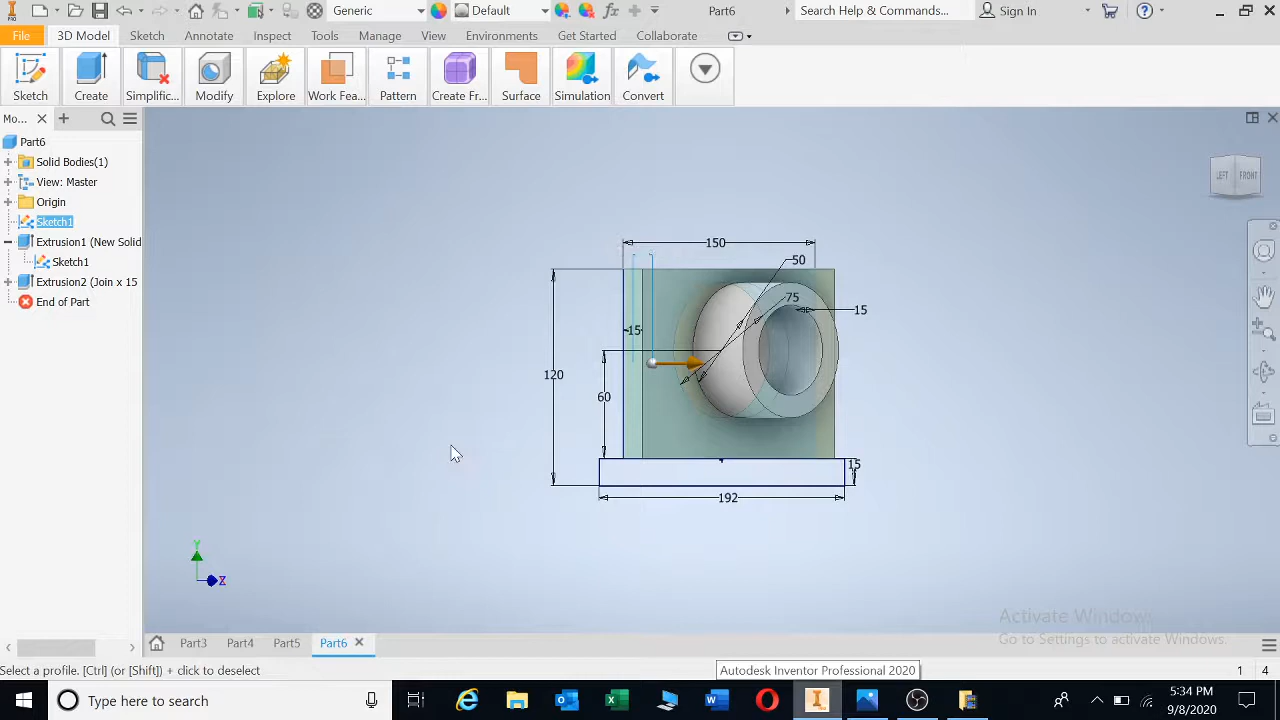 PRO
Generic
Default
Part6
Search Help & Commands...
Sign In
File
3D Model
Sketch
Annotate
Inspect
Tools
Manage
View
Environments
Get Started
Collaborate
Sketch
Create
Simplific...
Modify
Explore
Work Fea...
Pattern
Create Fr...
Surface
Simulation
Convert
Mo...
Part6
Solid Bodies(1)
View: Master
Origin
Sketch1
Extrusion1 (New Solid
Sketch1
Extrusion2 (Join x 15
End of Part
LEFT
FRONT
150
50
75
15
15
120
60
15
192
Y
Z
Activate Windows
Go to Settings to activate Windows.
Part3
Part4
Part5
Part6
Select a profile. [Ctrl] (or [Shift]) + click to deselect
Autodesk Inventor Professional 2020
1
4
Type here to search
5:34 PM
9/8/2020